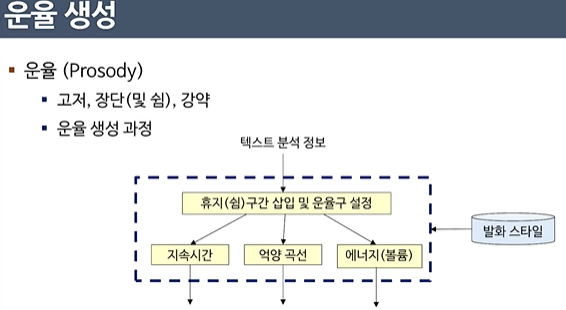 운율 생성
▪ 운율 (Prosody)
▪ 고저, 장단(및 쉼), 강약
▪ 운율 생성 과정
텍스트 분석 정보
휴지(쉼)구간 삽입 및 운율구 설정
발화 스타일
지속시간 억양 곡선 에너지(볼륨)